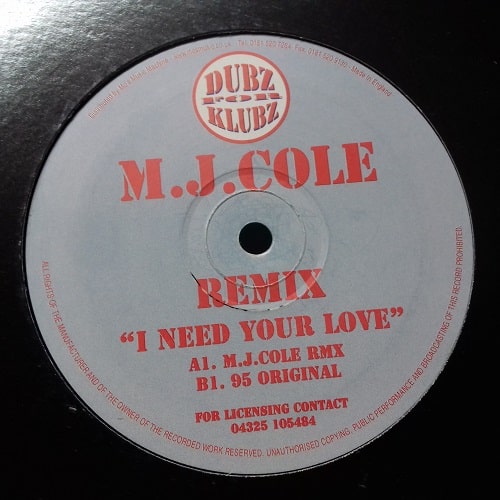 DUBZ
FOR
KLUBZ
M.J.COLE
REMIX
“I NEED YOUR LOVE”
A1. M.J.COLE RMX
B1. 95 ORIGINAL
FOR LICENSING CONTACT
04325 105484
ALL RIGHTS OF THE MANUFACTURER AND OF THE OWNER OF THE RECORDED WORK RESERVED. UNAUTHORISED COPYING, PUBLIC PERFORMANCE AND BROADCASTING OF THIS RECORD PROHIBITED.
Made in England